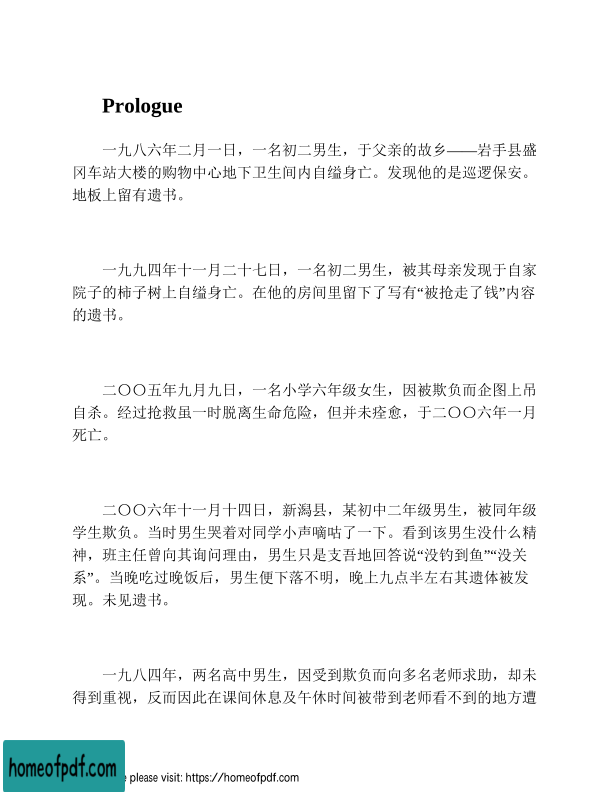 Prologue
一九八六年二月一日，一名初二男生，于父亲的故乡——岩手县盛
冈车站大楼的购物中心地下卫生间内自缢身亡。发现他的是巡逻保安。
地板上留有遗书。
一九九四年十一月二十七日，一名初二男生，被其母亲发现于自家
院子的柿子树上自缢身亡。在他的房间里留下了写有“被抢走了钱”内容
的遗书。
二〇〇五年九月九日，一名小学六年级女生，因被欺负而企图上吊
自杀。经过抢救虽一时脱离生命危险，但并未痊愈，于二〇〇六年一月
死亡。
二〇〇六年十一月十四日，新潟县，某初中二年级男生，被同年级
学生欺负。当时男生哭着对同学小声嘀咕了一下。看到该男生没什么精
神，班主任曾向其询问理由，男生只是支吾地回答说“没钓到鱼”“没关
系”。当晚吃过晚饭后，男生便下落不明，晚上九点半左右其遗体被发
现。未见遗书。
一九八四年，两名高中男生，因受到欺负而向多名老师求助，却未
得到重视，反而因此在课间休息及午休时间被带到老师看不到的地方遭
homeofpdf.com
e please visit: https://homeofpdf.com